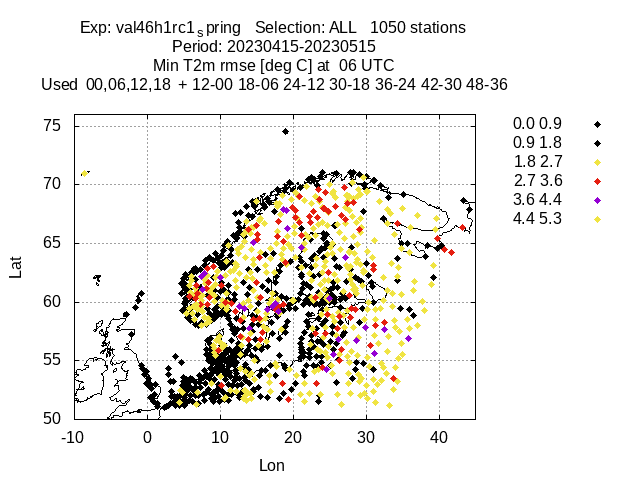 Exp: val46h1rc1spring   Selection: ALL   1050 stations
Period: 20230415-20230515
Min T2m rmse [deg C] at  06 UTC
Used  00,06,12,18  + 12-00 18-06 24-12 30-18 36-24 42-30 48-36
0.0 0.9
0.9 1.8
1.8 2.7
2.7 3.6
3.6 4.4
4.4 5.3
75
70
65
60
55
50
Lat
-10 0 10 20 30 40
Lon